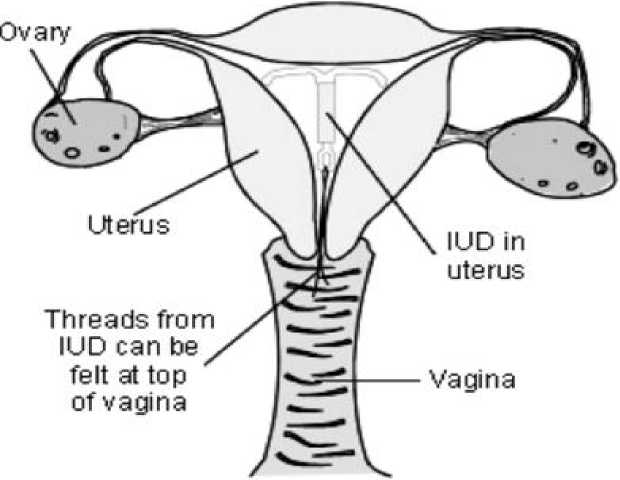 Ovary
Uterus
IUD in
uterus
Threads from
IUD can be
felt at top
of vagina
Vagina